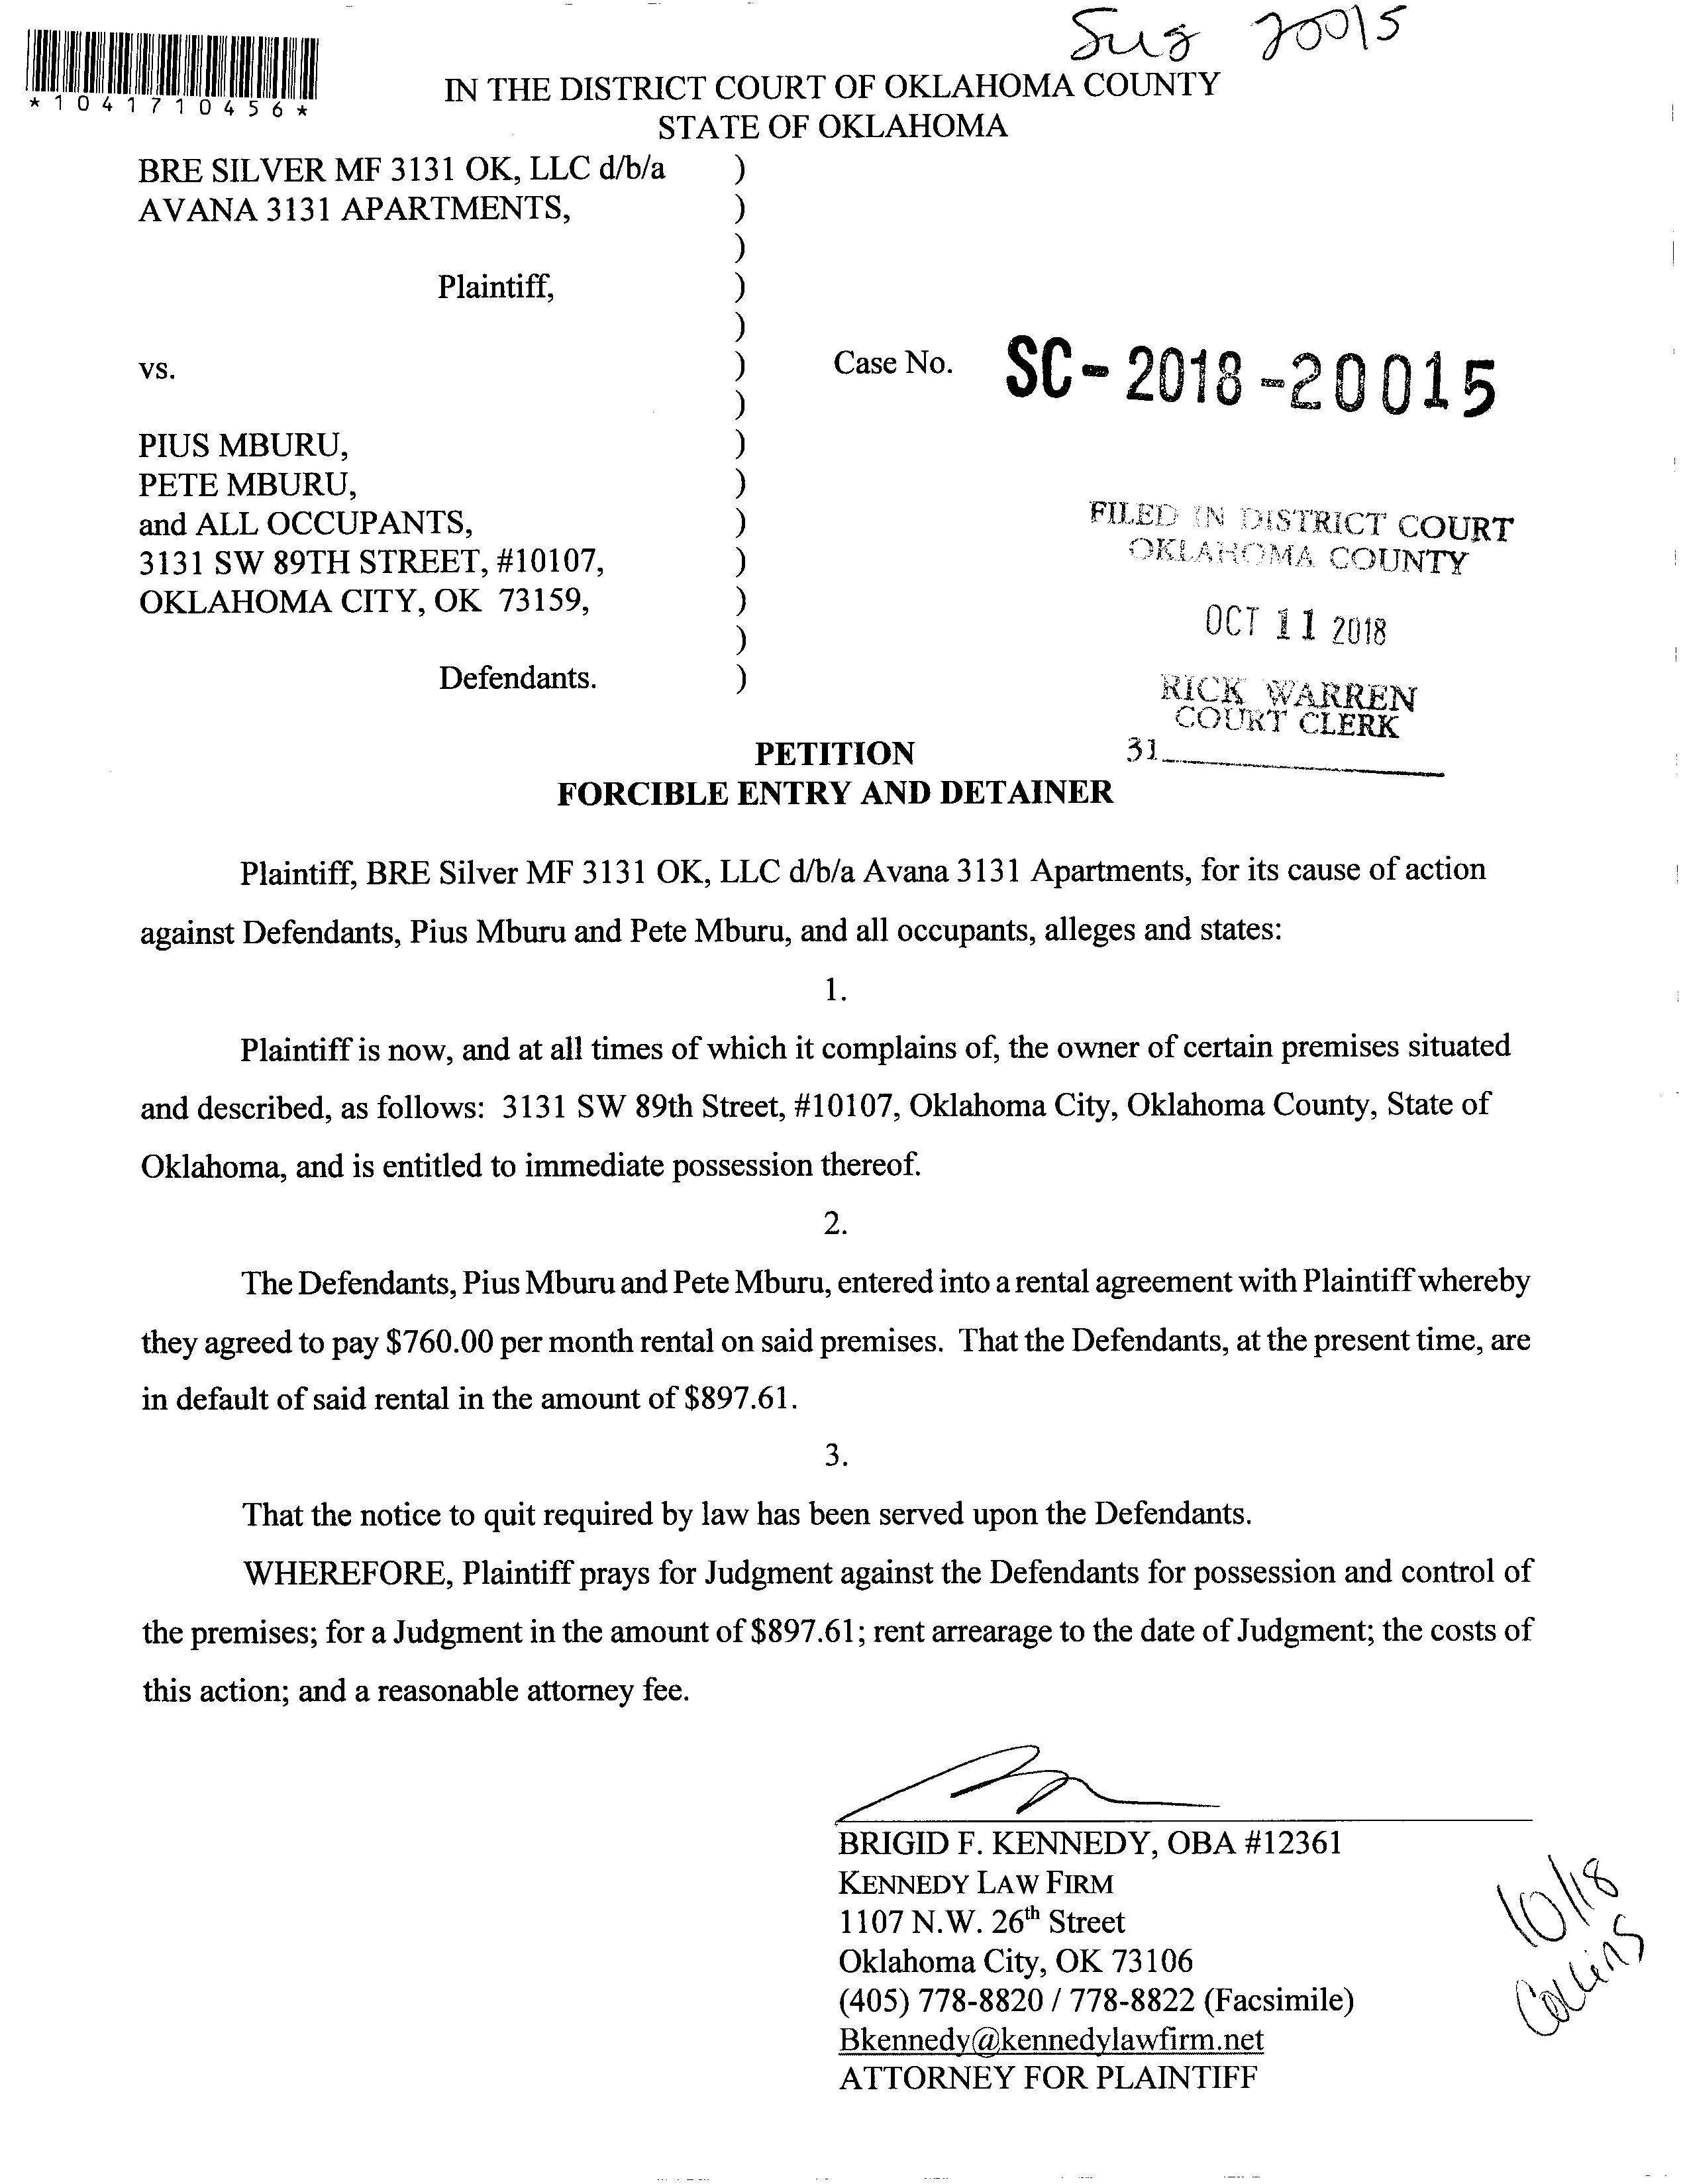 Sug 20015
*1041710456*
IN THE DISTRICT COURT OF OKLAHOMA COUNTY
STATE OF OKLAHOMA
BRE SILVER MF 3131 OK, LLC d/b/a )
AVANA 3131 APARTMENTS, )
)
Plaintiff, )
)
vs. ) Case No. SC-2018-20015
)
PIUS MBURU, )
PETE MBURU, )
and ALL OCCUPANTS, )
3131 SW 89TH STREET, #10107, )
OKLAHOMA CITY, OK 73159, )
)
Defendants. )
FILED IN DISTRICT COURT
OKLAHOMA COUNTY
OCT 11 2018
RICK WARREN
COURT CLERK
31
PETITION
FORCIBLE ENTRY AND DETAINER
Plaintiff, BRE Silver MF 3131 OK, LLC d/b/a Avana 3131 Apartments, for its cause of action
against Defendants, Pius Mburu and Pete Mburu, and all occupants, alleges and states:
1.
Plaintiff is now, and at all times of which it complains of, the owner of certain premises situated
and described, as follows: 3131 SW 89th Street, #10107, Oklahoma City, Oklahoma County, State of
Oklahoma, and is entitled to immediate possession thereof.
2.
The Defendants, Pius Mburu and Pete Mburu, entered into a rental agreement with Plaintiff whereby
they agreed to pay $760.00 per month rental on said premises. That the Defendants, at the present time, are
in default of said rental in the amount of $897.61.
3.
That the notice to quit required by law has been served upon the Defendants.
WHEREFORE, Plaintiff prays for Judgment against the Defendants for possession and control of
the premises; for a Judgment in the amount of $897.61; rent arrearage to the date of Judgment; the costs of
this action; and a reasonable attorney fee.
BRIGID F. KENNEDY, OBA #12361
KENNEDY LAW FIRM
1107 N.W. 26th Street
Oklahoma City, OK 73106
(405) 778-8820 / 778-8822 (Facsimile)
Bkennedy@kennedylawfirm.net
ATTORNEY FOR PLAINTIFF
10/18
Collins